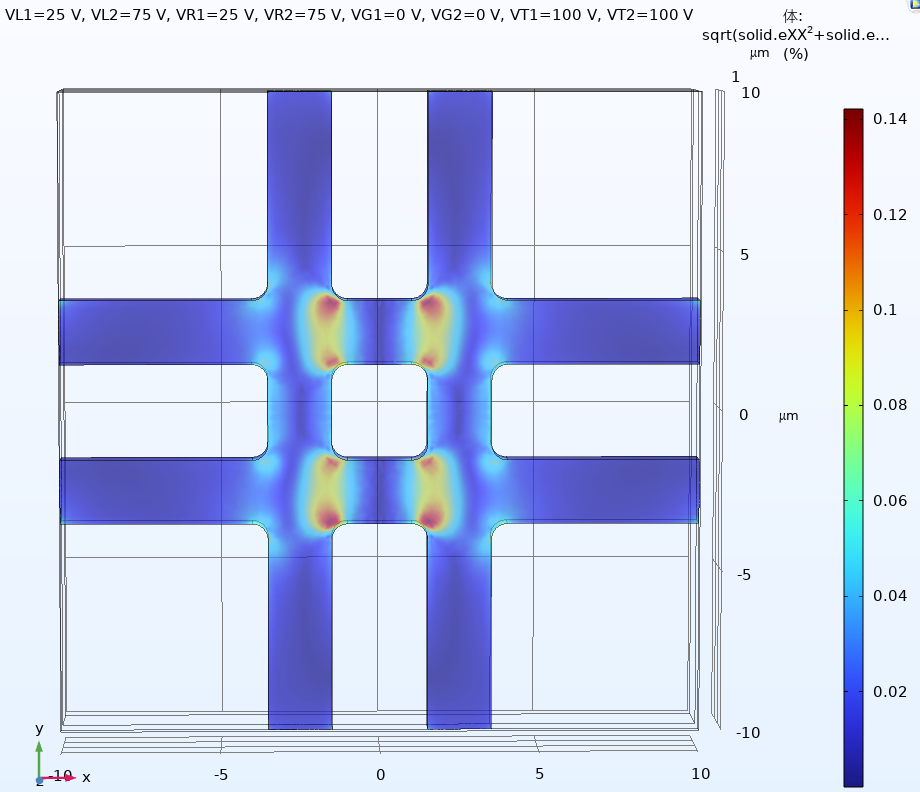 VL1=25 V, VL2=75 V, VR1=25 V, VR2=75 V, VG1=0 V, VG2=0 V, VT1=100 V, VT2=100 V
体:
sqrt(solid.eXX²+solid.e...
µm (%)
1
10
0.14
0.12
5
0.1
0.08
0
µm
0.06
-5
0.04
0.02
-10
y
z
x
-10
-5
0
5
10